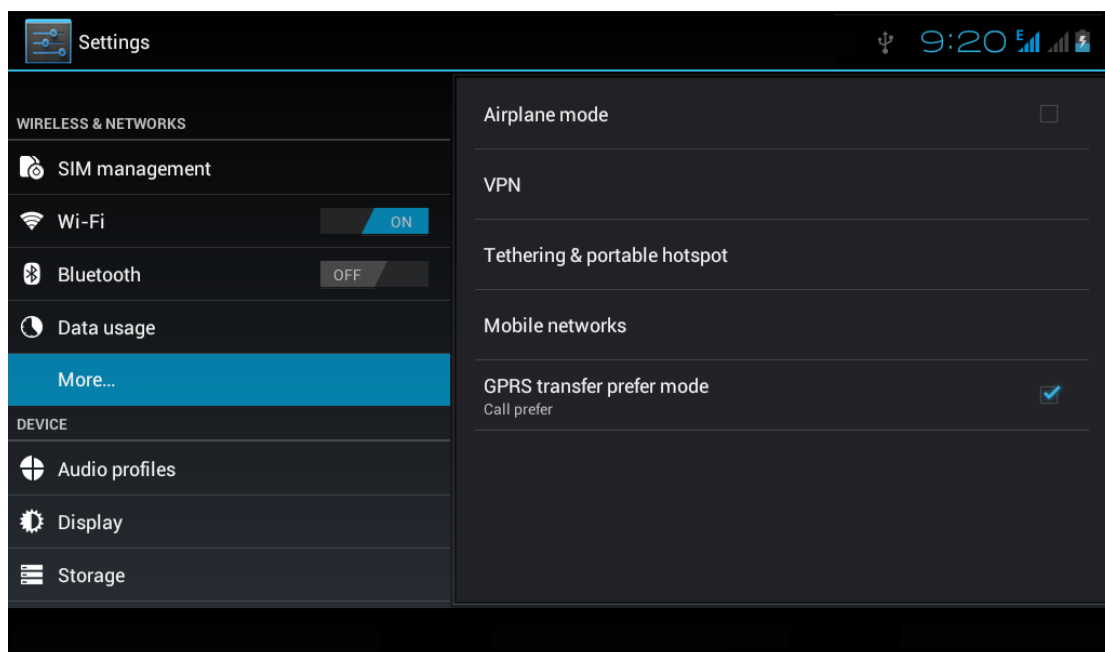 Settings
9:20 E
WIRELESS & NETWORKS
SIM management
Wi-Fi ON
Bluetooth OFF
Data usage
More...
DEVICE
Audio profiles
Display
Storage
Airplane mode
VPN
Tethering & portable hotspot
Mobile networks
GPRS transfer prefer mode
Call prefer